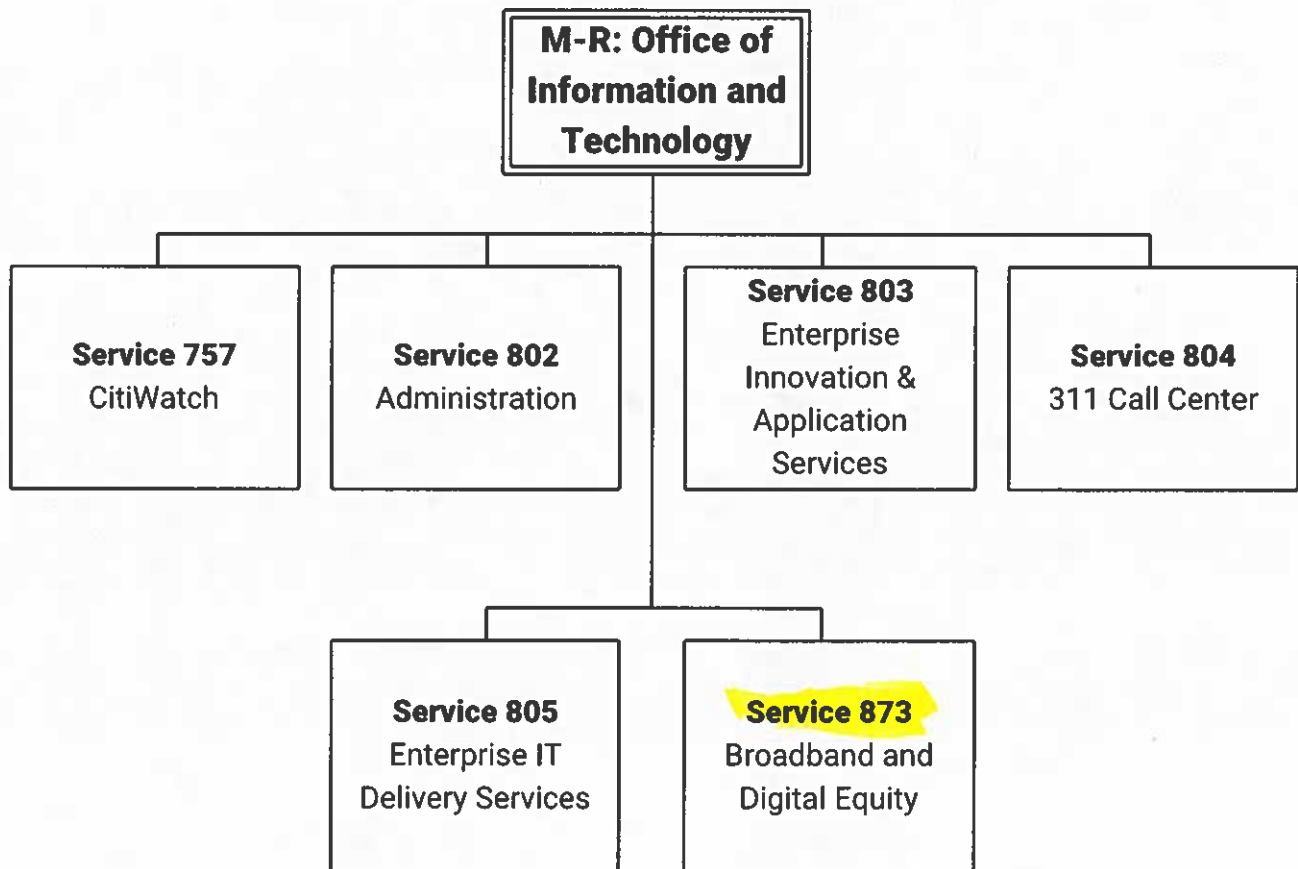 M-R: Office of
Information and
Technology
Service 757
CitiWatch
Service 802
Administration
Service 803
Enterprise
Innovation &
Application
Services
Service 804
311 Call Center
Service 805
Enterprise IT
Delivery Services
Service 873
Broadband and
Digital Equity